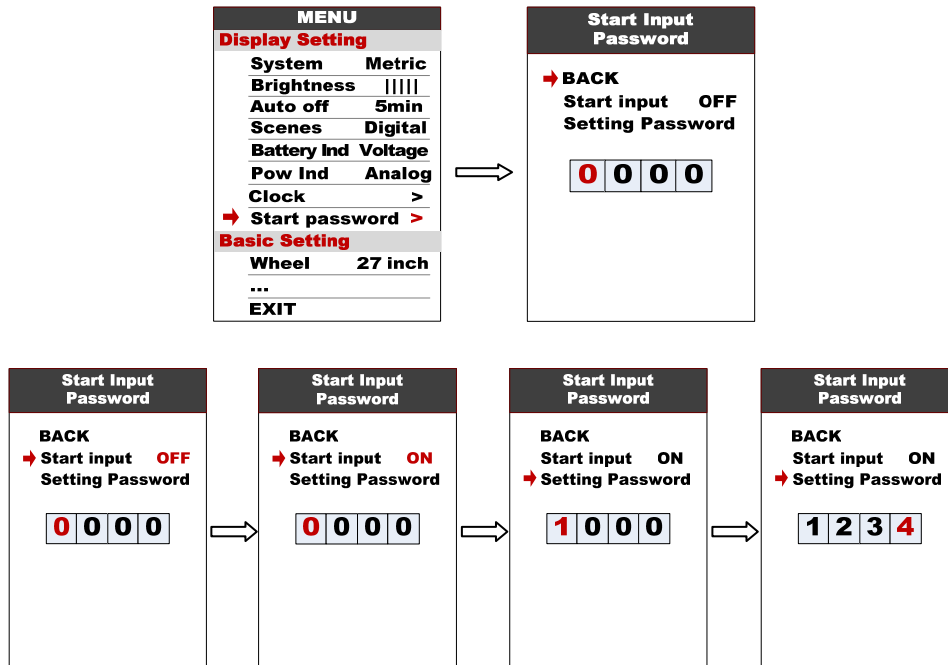 MENU
Display Setting
System Metric
Brightness |||||
Auto off 5min
Scenes Digital
Battery Ind Voltage
Pow Ind Analog
Clock >
Start password >
Basic Setting
Wheel 27 inch
...
EXIT
Start Input
Password
BACK
Start input OFF
Setting Password
0 0 0 0
Start Input
Password
BACK
Start input OFF
Setting Password
0 0 0 0
Start Input
Password
BACK
Start input ON
Setting Password
0 0 0 0
Start Input
Password
BACK
Start input ON
Setting Password
1 0 0 0
Start Input
Password
BACK
Start input ON
Setting Password
1 2 3 4